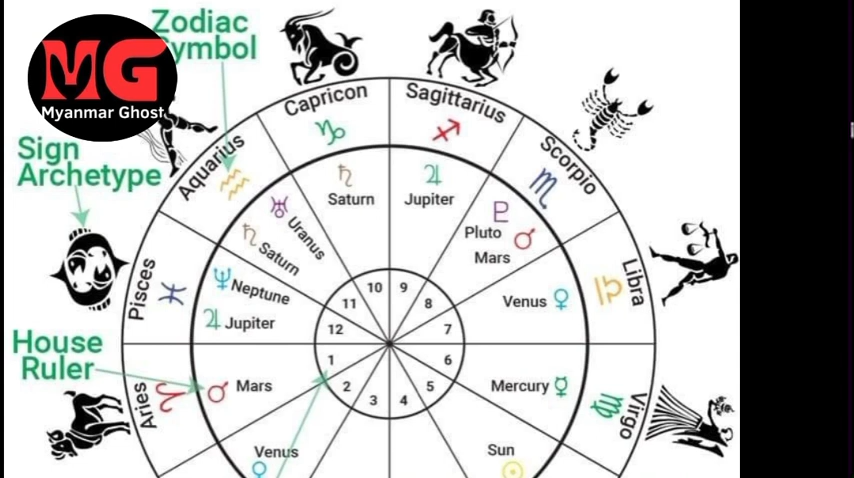 Zodiac
Symbol
MG
Myanmar Ghost
Sign
Archetype
House
Ruler
Capricon
Sagittarius
Aquarius
Scorpio
Pisces
Libra
Aries
Virgo
Saturn
Jupiter
Uranus
Saturn
Pluto
Mars
Neptune
Jupiter
Venus
Mars
Mercury
Venus
Sun
10 9
11 8
12 7
1 6
2 5
3 4